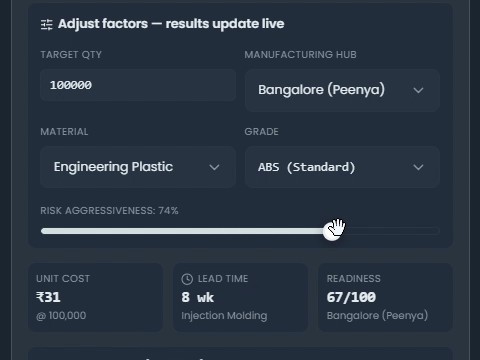 Adjust factors — results update live
TARGET QTY
MANUFACTURING HUB
100000
Bangalore (Peenya)
MATERIAL
GRADE
Engineering Plastic
ABS (Standard)
RISK AGGRESSIVENESS: 74%
UNIT COST
LEAD TIME
READINESS
₹31
8 wk
67/100
@ 100,000
Injection Molding
Bangalore (Peenya)